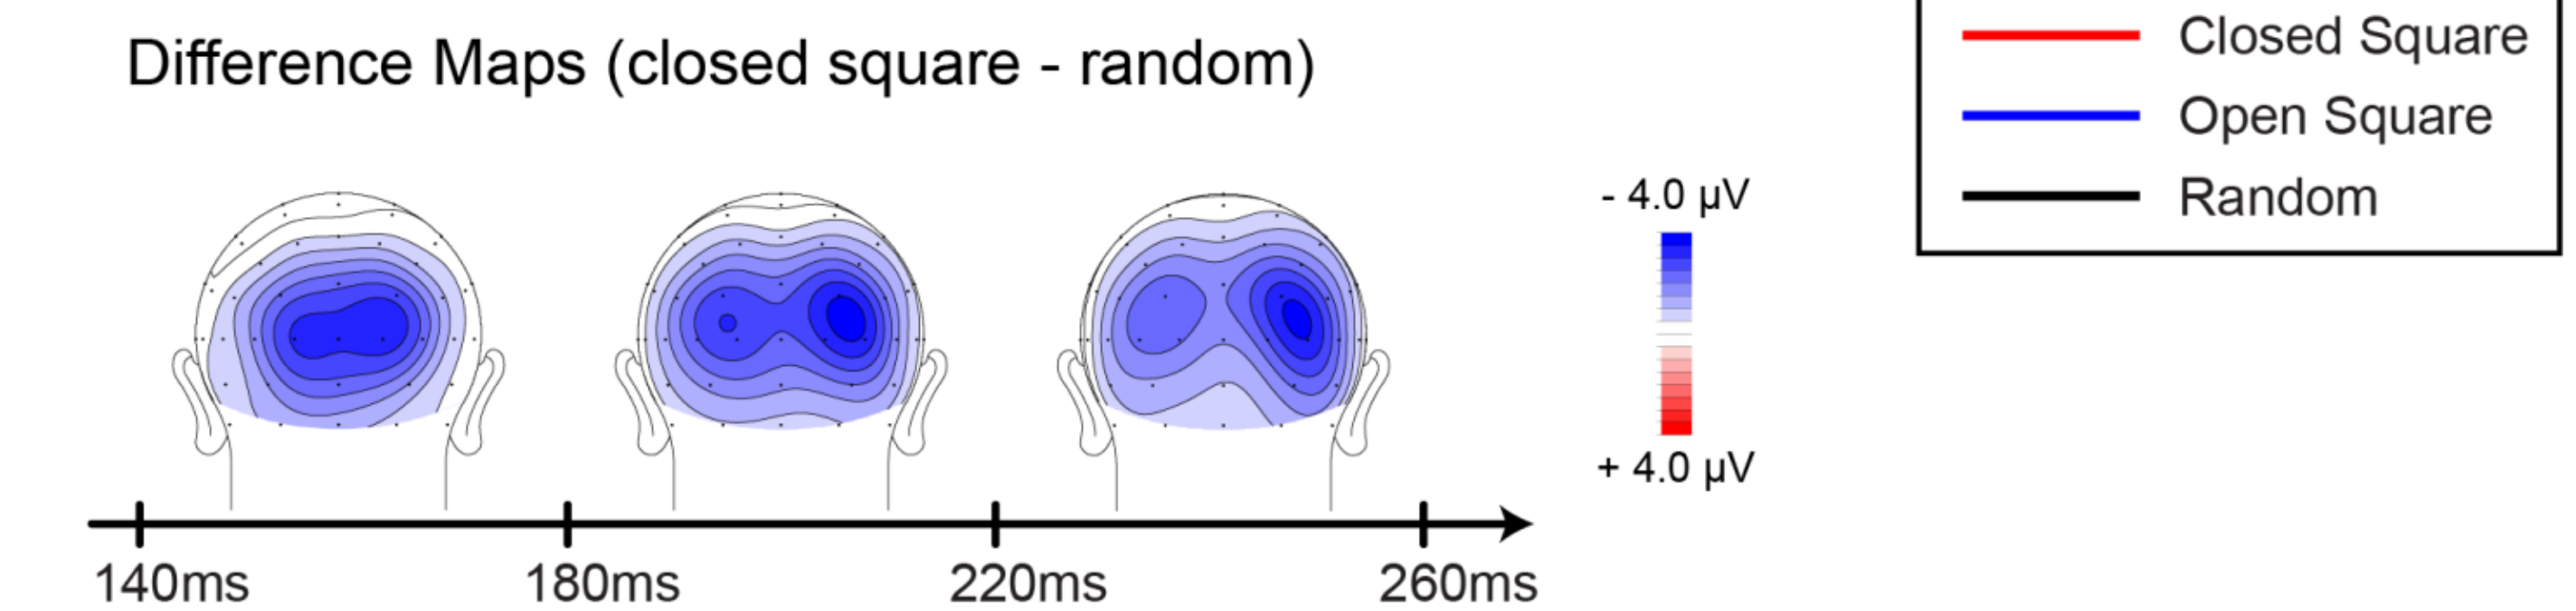 Difference Maps (closed square - random)
Closed Square
Open Square
Random
- 4.0 µV
+ 4.0 µV
140ms 180ms 220ms 260ms